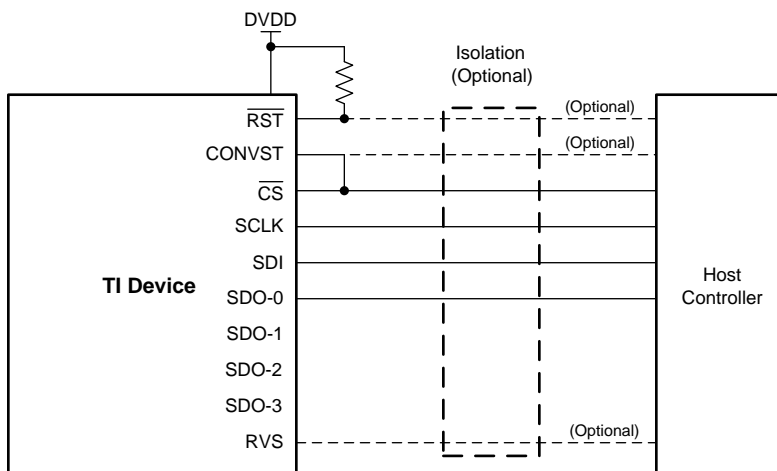 DVDD
Isolation
(Optional)
RST
(Optional)
CONVST
(Optional)
CS
SCLK
SDI
TI Device
SDO-0
Host
Controller
SDO-1
SDO-2
SDO-3
RVS
(Optional)